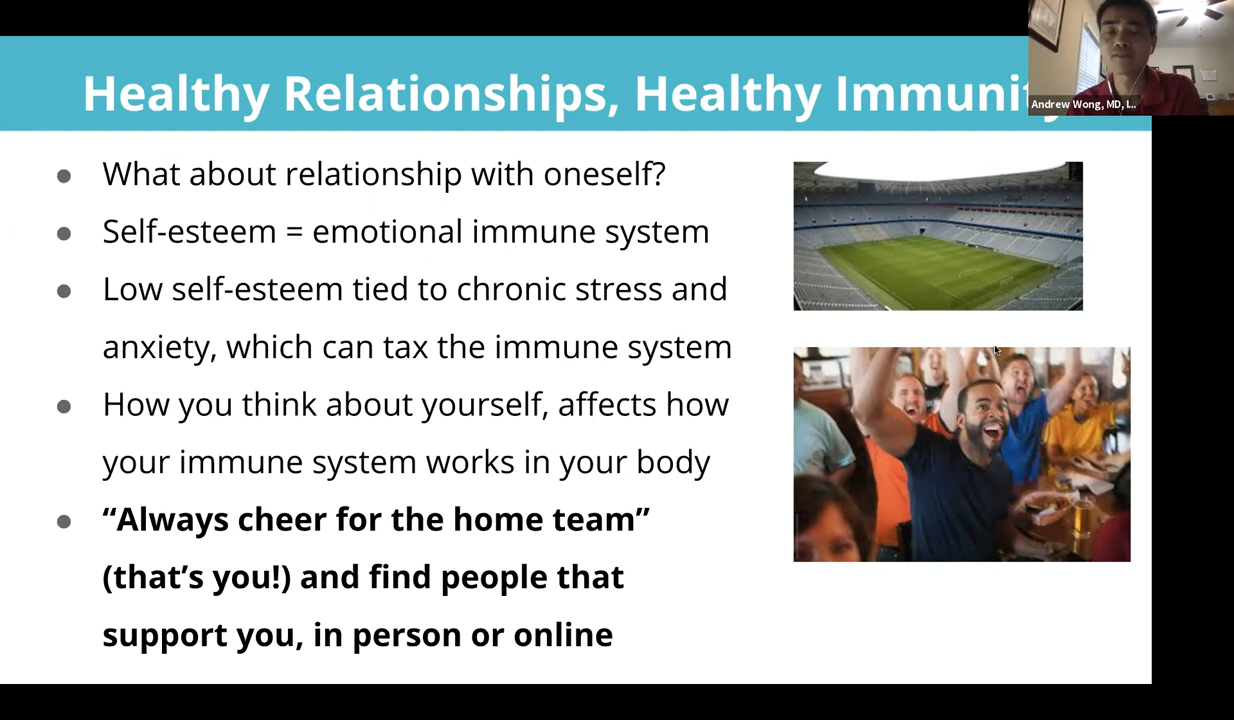 Healthy Relationships, Healthy Immunity
Andrew Wong, MD, L..
● What about relationship with oneself?
● Self-esteem = emotional immune system
● Low self-esteem tied to chronic stress and
anxiety, which can tax the immune system
● How you think about yourself, affects how
your immune system works in your body
● “Always cheer for the home team”
(that’s you!) and find people that
support you, in person or online